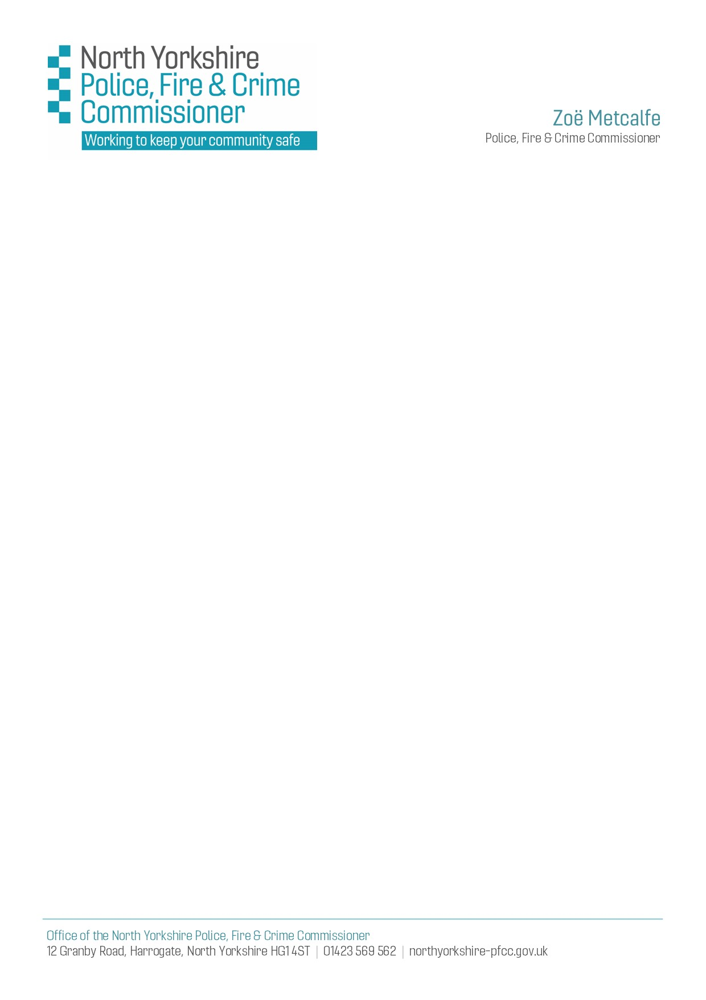 North Yorkshire
Police, Fire & Crime
Commissioner
Working to keep your community safe
Zoë Metcalfe
Police, Fire & Crime Commissioner
Office of the North Yorkshire Police, Fire & Crime Commissioner
12 Granby Road, Harrogate, North Yorkshire HG1 4ST | 01423 569 562 | northyorkshire-pfcc.gov.uk